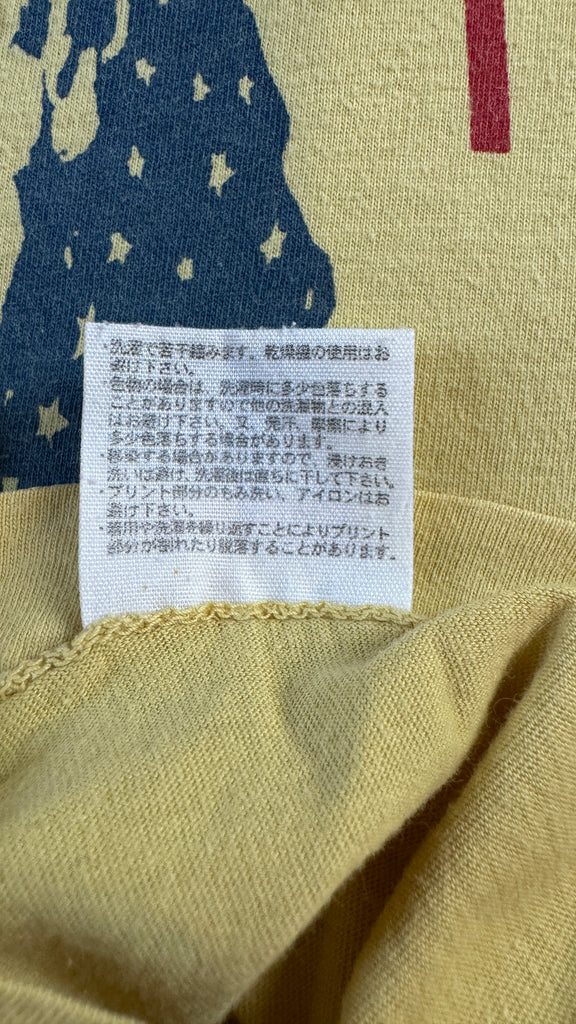 ・洗濯で若干縮みます。乾燥機の使用はお
避け下さい。
・色物の場合は、洗濯時に多少色落ちする
ことがありますので他の洗濯物との混入
はお避け下さい。又、発汗、摩擦により
多少色落ちする場合があります。
・移染する場合がありますので、浸けおき
洗いは避け、洗濯後は直ちに干して下さい。
・プリント部分のもみ洗い、アイロンはお
避け下さい。
・着用や洗濯を繰り返すことによりプリント
部分が割れたり脱落することがあります。